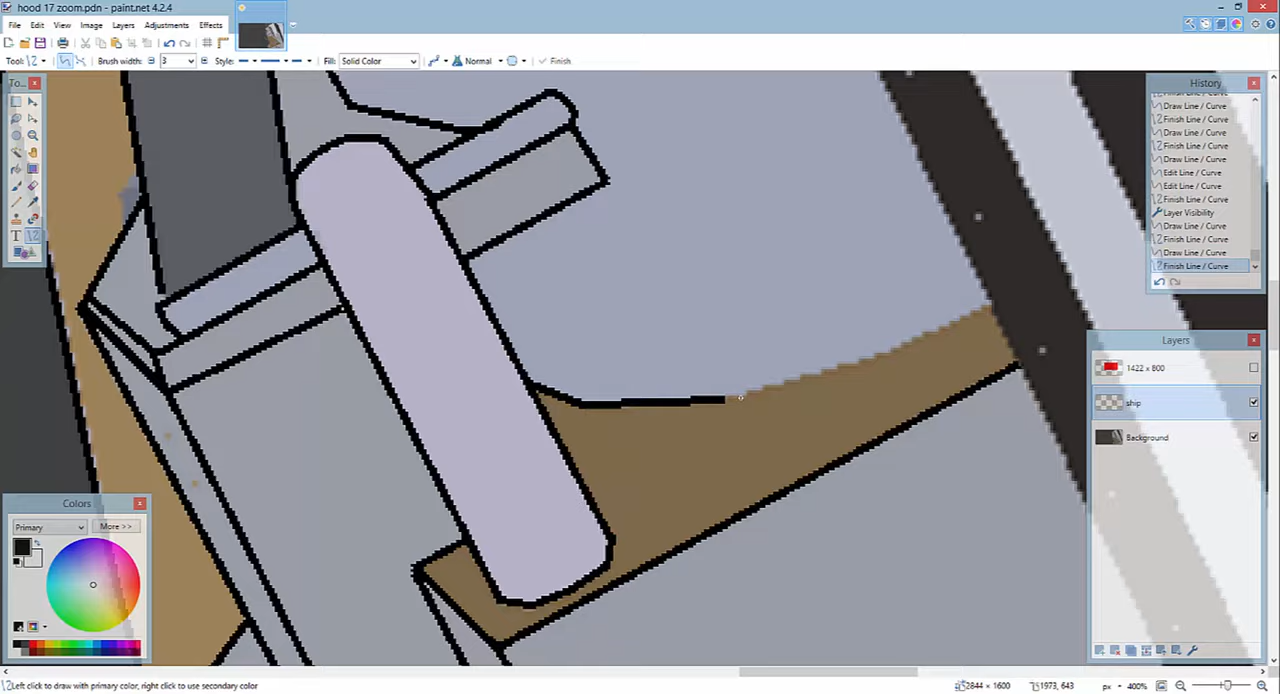 hood 17 zoom.pdn - paint.net 4.2.4
File Edit View Image Layers Adjustments Effects
Tool: Brush width: 3 Style: Fill: Solid Color Normal Finish
To...
T
History
Finish Line / Curve
Draw Line / Curve
Finish Line / Curve
Draw Line / Curve
Finish Line / Curve
Draw Line / Curve
Edit Line / Curve
Edit Line / Curve
Finish Line / Curve
Layer Visibility
Draw Line / Curve
Finish Line / Curve
Draw Line / Curve
Finish Line / Curve
Layers
1422 x 800
ship
Background
Colors
Primary
More >>
Left click to draw with primary color, right click to use secondary color
2844 x 1600
1973, 643
px
400%